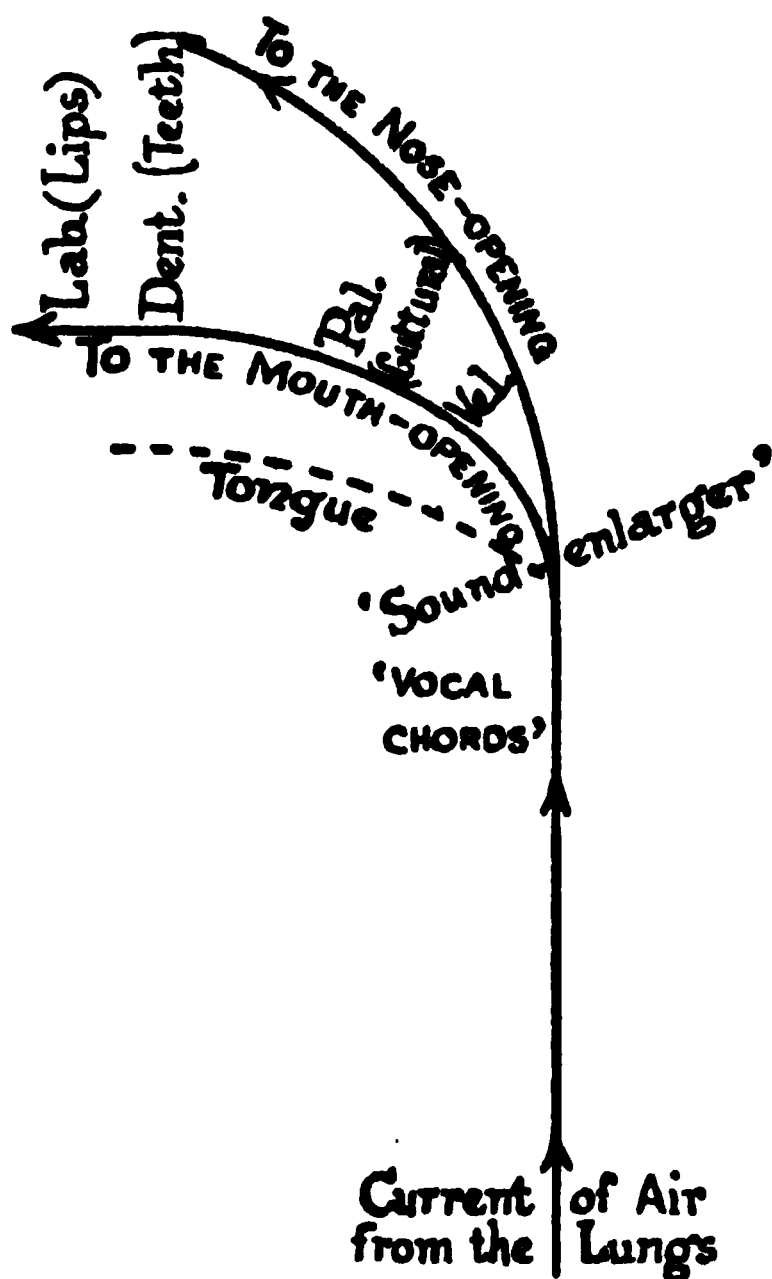 To the Nose-opening
Lab (Lips)
Dent. (Teeth)
Pal.
(Guttural)
Vel.
To the Mouth-opening
Tongue
'Sound-enlarger'
'Vocal
Chords'
Current of Air
from the Lungs